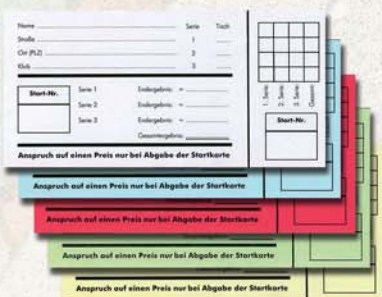 Name Serie Tisch
Straße 1
Ort (PLZ) 2
Klub 3
Start-Nr.
Serie 1 Endergebnis =
Serie 2 Endergebnis =
Serie 3 Endergebnis =
Gesamtergebnis:
Anspruch auf einen Preis nur bei Abgabe der Startkarte
1. Serie
2. Serie
3. Serie
Gesamt
Start-Nr.
Anspruch auf einen Preis nur bei Abgabe der Startkarte
Anspruch auf einen Preis nur bei Abgabe der Startkarte
Anspruch auf einen Preis nur bei Abgabe der Startkarte
Anspruch auf einen Preis nur bei Abgabe der Startkarte